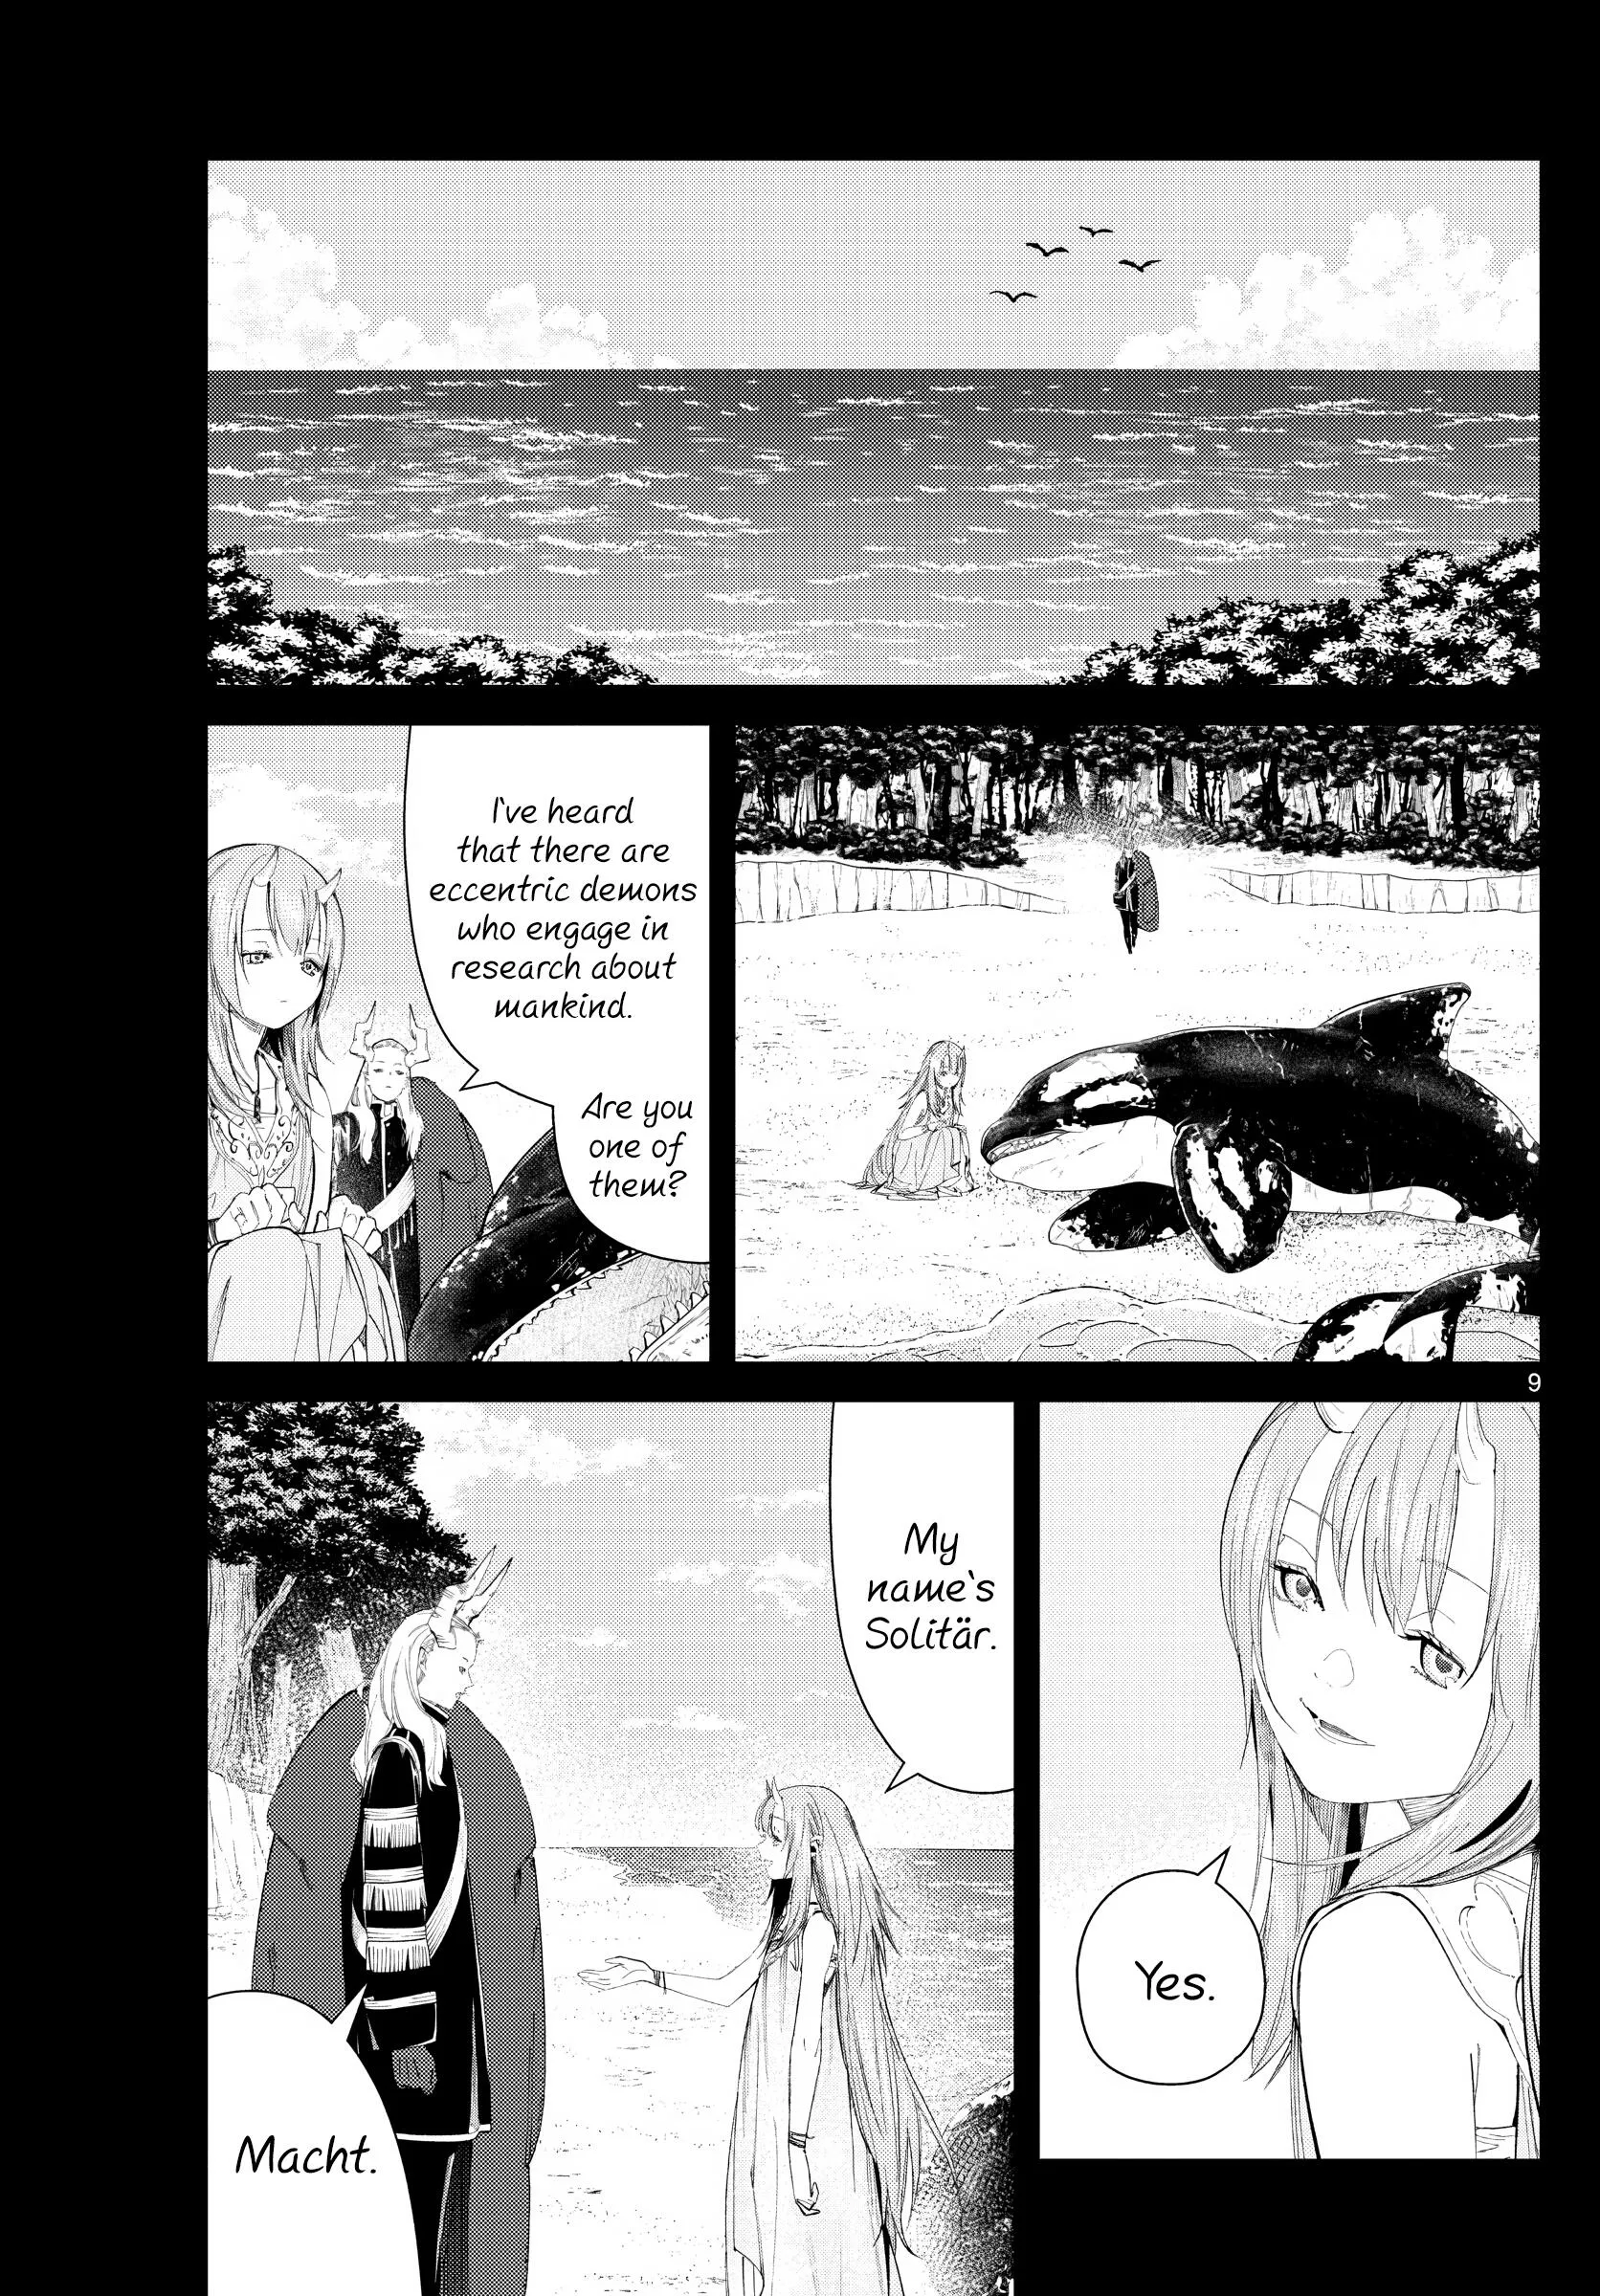 I've heard
that there are
eccentric demons
who engage in
research about
mankind.
Are you
one of
them?
9
Yes.
My
name's
Solitär.
Macht.